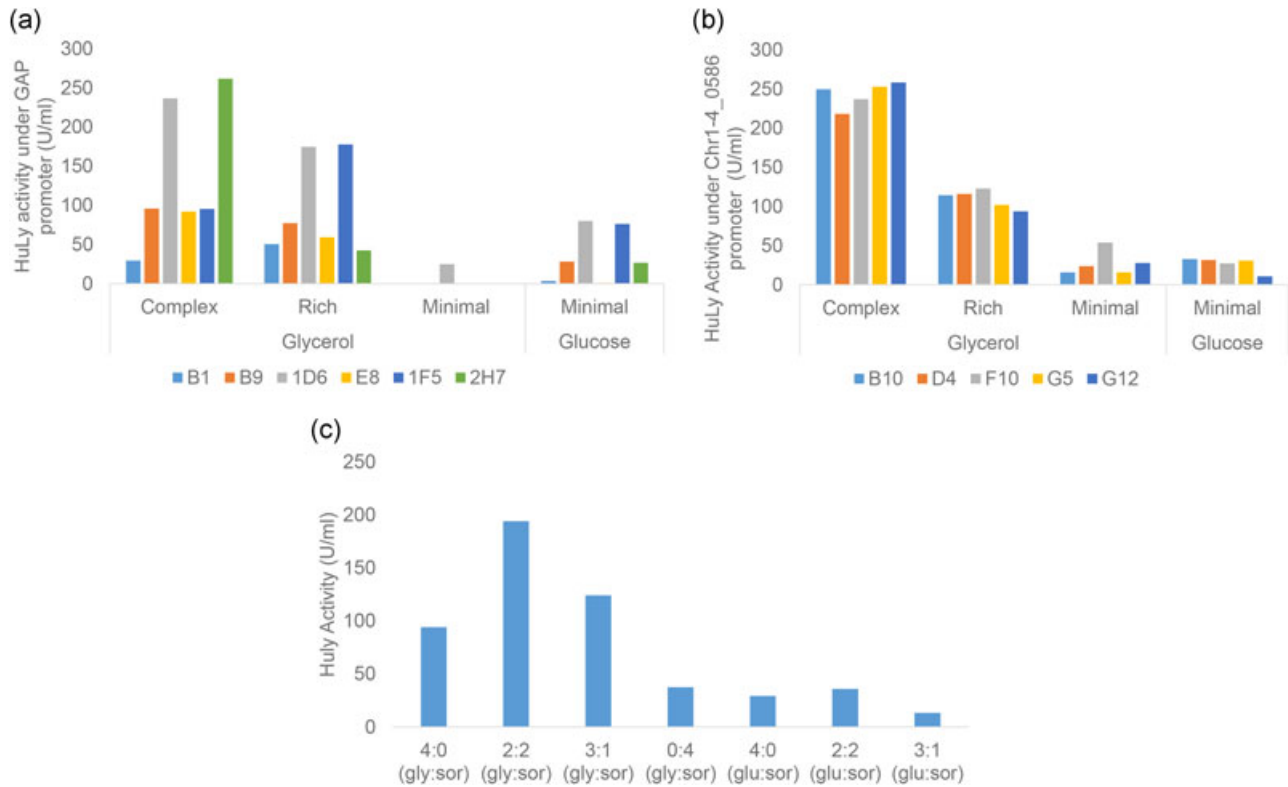 (a)
HuLy activity under GAP
promoter (U/ml)
300
250
200
150
100
50
0
Complex Rich Minimal Minimal
Glycerol Glucose
B1 B9 1D6 E8 1F5 2H7
(b)
HuLy Activity under Chr1-4_0586
promoter (U/ml)
300
250
200
150
100
50
0
Complex Rich Minimal Minimal
Glycerol Glucose
B10 D4 F10 G5 G12
(c)
Huly Activity (U/ml)
250
200
150
100
50
0
4:0 2:2 3:1 0:4 4:0 2:2 3:1
(gly:sor) (gly:sor) (gly:sor) (gly:sor) (glu:sor) (glu:sor) (glu:sor)